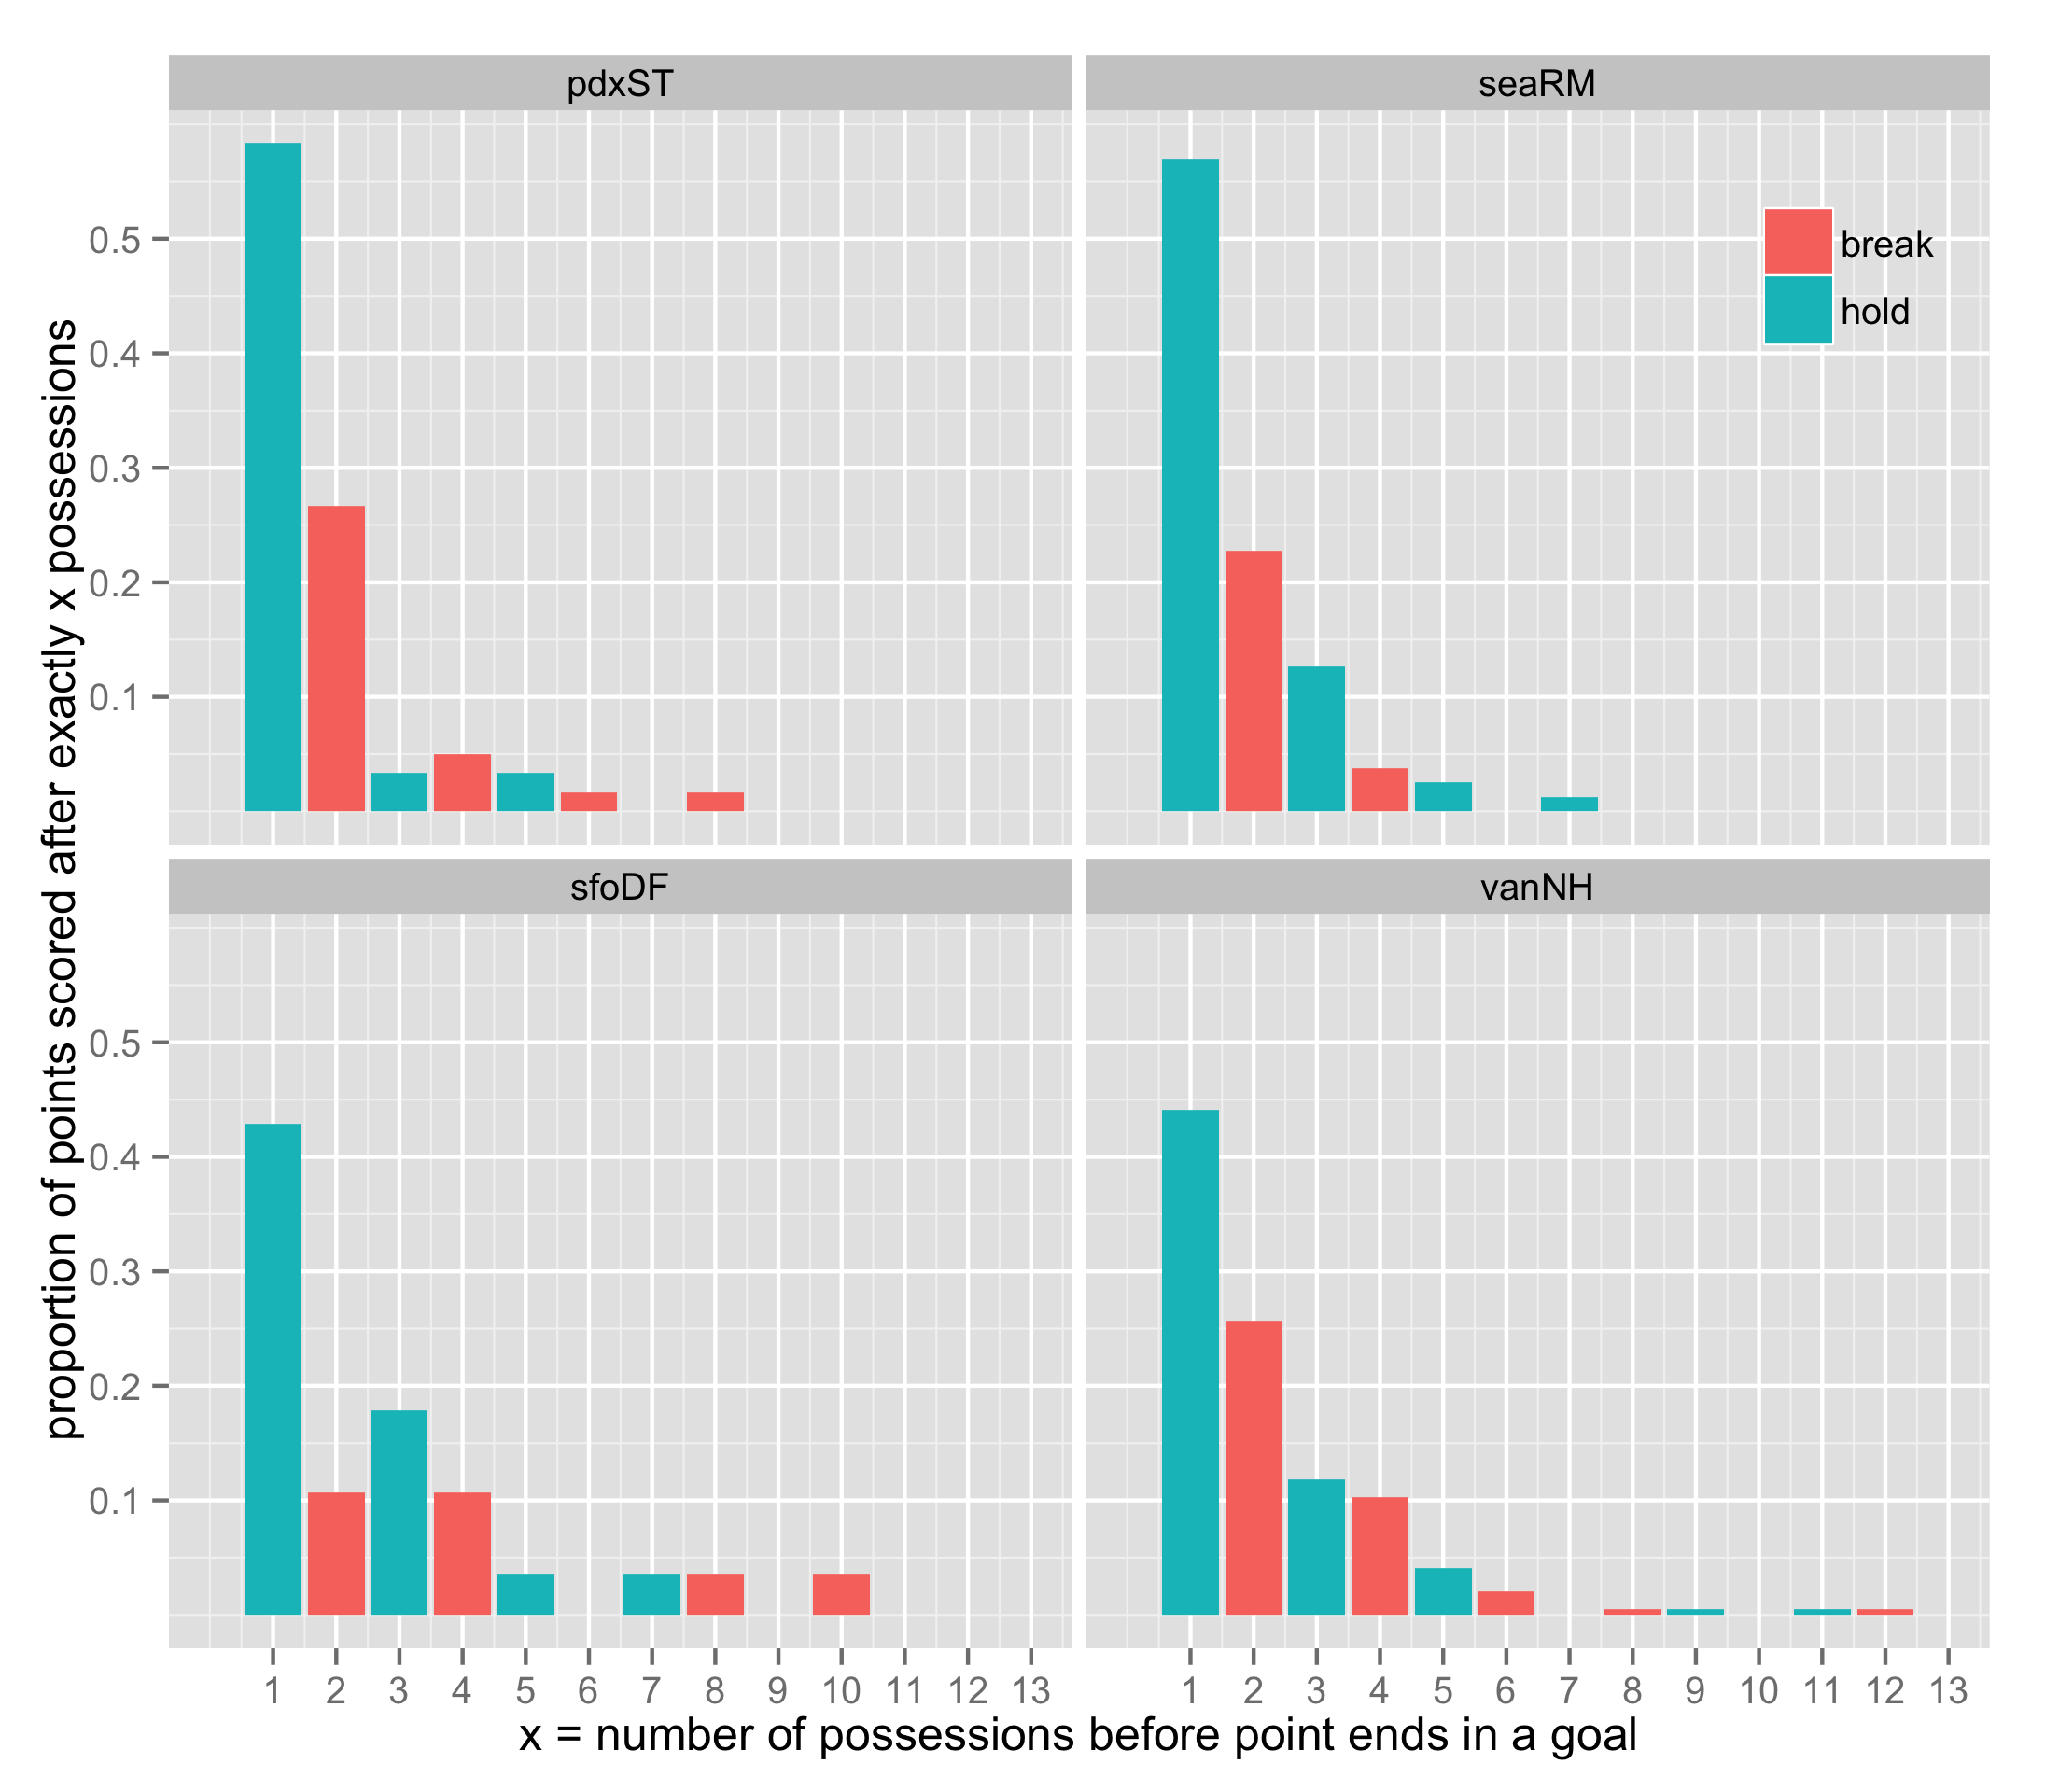 pdxST
seaRM
break
hold
0.5
0.4
0.3
0.2
0.1
proportion of points scored after exactly x possessions
sfoDF
vanNH
0.5
0.4
0.3
0.2
0.1
1 2 3 4 5 6 7 8 9 10 11 12 13
1 2 3 4 5 6 7 8 9 10 11 12 13
x = number of possessions before point ends in a goal